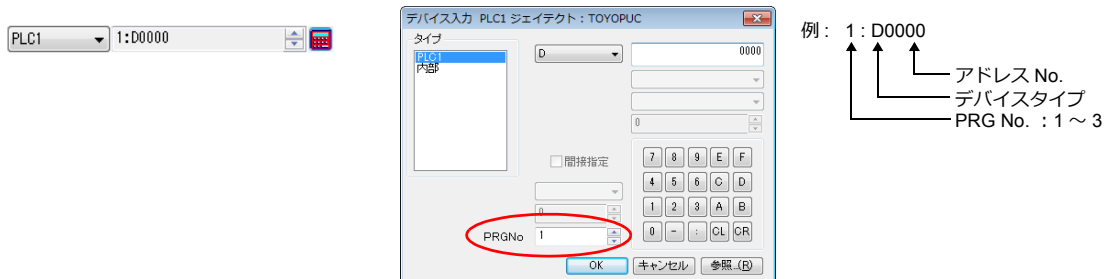 PLC1 1:D0000
デバイス入力 PLC1 ジェイテクト：TOYOPUC
タイプ
PLC1
内部
D 0000
0
間接指定
0
PRGNo 1
7 8 9 E F
4 5 6 C D
1 2 3 A B
0 - : CL CR
OK キャンセル 参照...(R)
例： 1 : D0000
アドレス No.
デバイスタイプ
PRG No. ：1 ～ 3